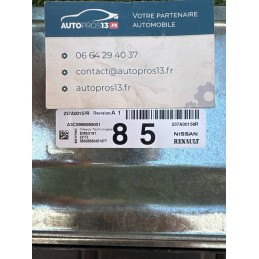 AUTOPROS13.FR
VOTRE PARTENAIRE
AUTOMOBILE
06 64 29 40 37
contact@autopros13.fr
autopros13.fr
237A00157R Revision A 1
237A00158R
8 5
NISSAN
RENAULT